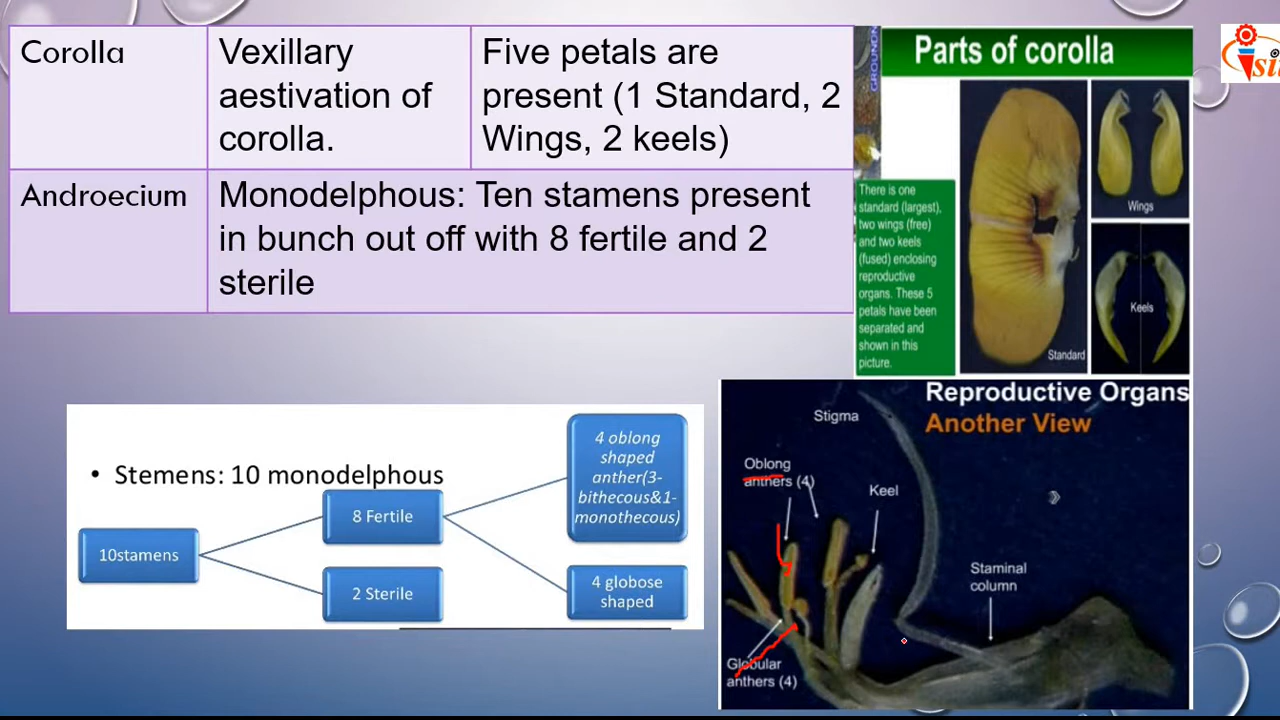 Corolla
Vexillary
aestivation of
corolla.
Five petals are
present (1 Standard, 2
Wings, 2 keels)
Androecium
Monodelphous: Ten stamens present
in bunch out off with 8 fertile and 2
sterile
• Stemens: 10 monodelphous
10stamens
8 Fertile
2 Sterile
4 oblong
shaped
anther(3-
bithecous&1-
monothecous)
4 globose
shaped
GROUNDN
Parts of corolla
There is one
standard (largest),
two wings (free)
and two keels
(fused) enclosing
reproductive
organs. These 5
petals have been
separated and
shown in this
picture.
Standard
Wings
Keels
Reproductive Organs
Another View
Stigma
Oblong
anthers (4)
Keel
Staminal
column
Globular
anthers (4)